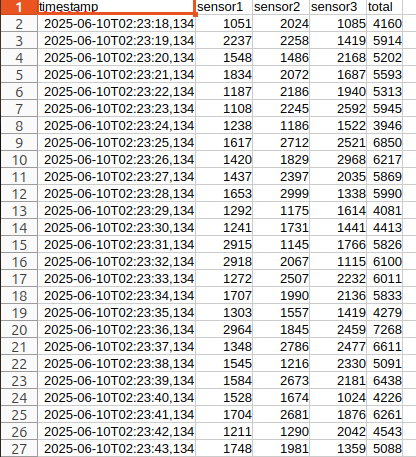 1 timestamp sensor1 sensor2 sensor3 total
2 2025-06-10T02:23:18,134 1051 2024 1085 4160
3 2025-06-10T02:23:19,134 2237 2258 1419 5914
4 2025-06-10T02:23:20,134 1548 1486 2168 5202
5 2025-06-10T02:23:21,134 1834 2072 1687 5593
6 2025-06-10T02:23:22,134 1187 2186 1940 5313
7 2025-06-10T02:23:23,134 1108 2245 2592 5945
8 2025-06-10T02:23:24,134 1238 1186 1522 3946
9 2025-06-10T02:23:25,134 1617 2712 2521 6850
10 2025-06-10T02:23:26,134 1420 1829 2968 6217
11 2025-06-10T02:23:27,134 1437 2397 2035 5869
12 2025-06-10T02:23:28,134 1653 2999 1338 5990
13 2025-06-10T02:23:29,134 1292 1175 1614 4081
14 2025-06-10T02:23:30,134 1241 1731 1441 4413
15 2025-06-10T02:23:31,134 2915 1145 1766 5826
16 2025-06-10T02:23:32,134 2918 2067 1115 6100
17 2025-06-10T02:23:33,134 1272 2507 2232 6011
18 2025-06-10T02:23:34,134 1707 1990 2136 5833
19 2025-06-10T02:23:35,134 1303 1557 1419 4279
20 2025-06-10T02:23:36,134 2964 1845 2459 7268
21 2025-06-10T02:23:37,134 1348 2786 2477 6611
22 2025-06-10T02:23:38,134 1545 1216 2330 5091
23 2025-06-10T02:23:39,134 1584 2673 2181 6438
24 2025-06-10T02:23:40,134 1528 1674 1024 4226
25 2025-06-10T02:23:41,134 1704 2681 1876 6261
26 2025-06-10T02:23:42,134 1211 1290 2042 4543
27 2025-06-10T02:23:43,134 1748 1981 1359 5088